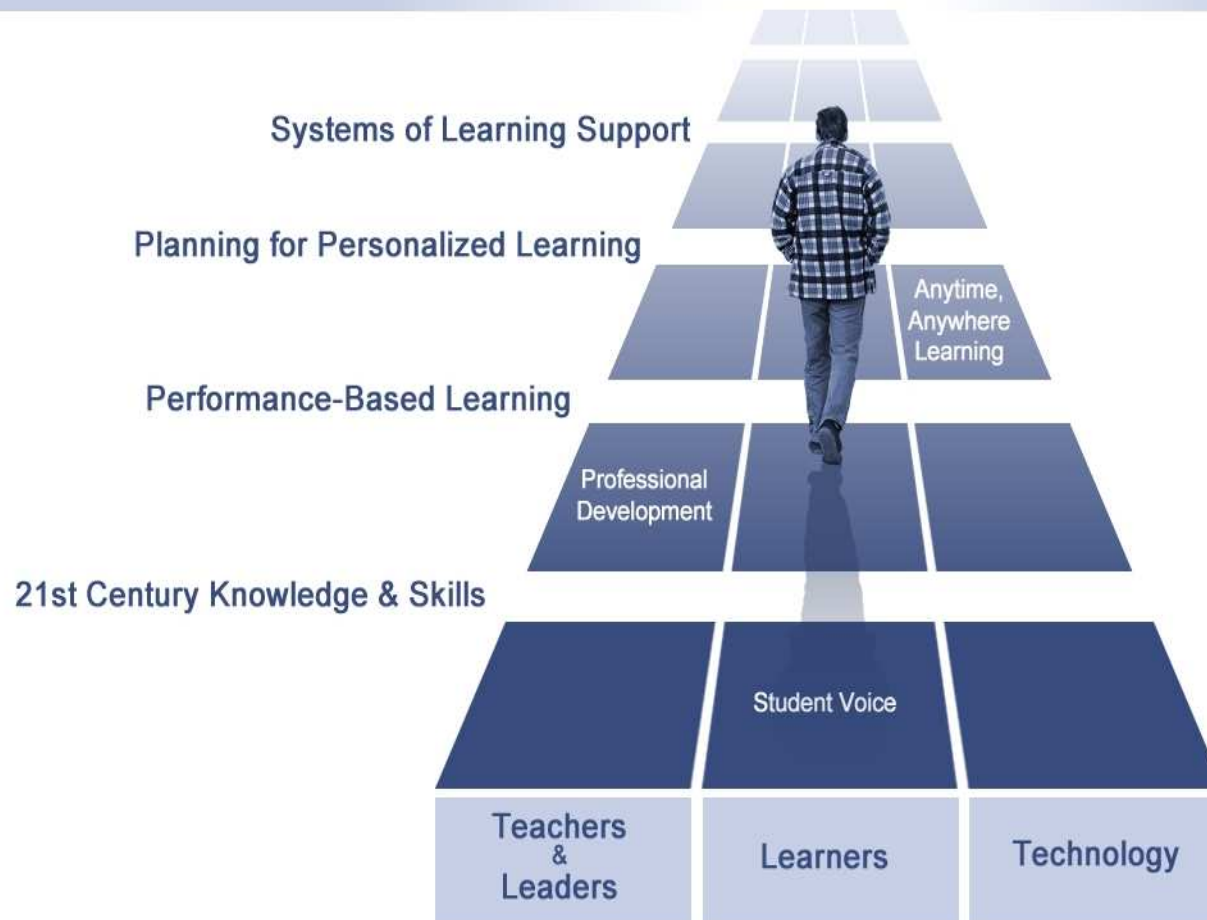 Systems of Learning Support
Planning for Personalized Learning
Anytime,
Anywhere
Learning
Performance-Based Learning
Professional
Development
21st Century Knowledge & Skills
Student Voice
Teachers
&
Leaders
Learners
Technology